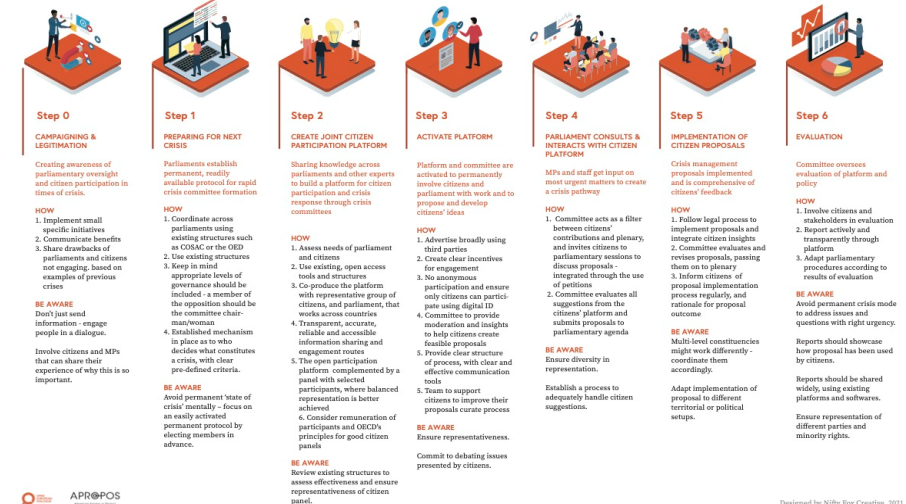 Step 0
CAMPAIGNING &
LEGITIMATION
Creating awareness of
parliamentary oversight
and citizen participation in
times of crisis.
HOW
1. Implement small
specific initiatives
2. Communicate benefits
3. Share drawbacks of
parliaments and citizens
not engaging. based on
examples of previous
crises
BE AWARE
Don't just send
information - engage
people in a dialogue.
Involve citizens and MPs
that can share their
experience of why this is so
important.
Step 1
PREPARING FOR NEXT
CRISIS
Parliaments establish
permanent, readily
available protocol for rapid
crisis committee formation
HOW
1. Coordinate across
parliaments using
existing structures such
as COSAC or the OED
2. Use existing structures
3. Keep in mind
appropriate levels of
governance should be
included - a member of
the opposition should be
the committee chair-
man/woman
4. Established mechanism
in place as to who
decides what constitutes
a crisis, with clear
pre-defined criteria.
BE AWARE
Avoid permanent 'state of
crisis' mentally – focus on
an easily activated
permanent protocol by
electing members in
advance.
Step 2
CREATE JOINT CITIZEN
PARTICIPATION PLATFORM
Sharing knowledge across
parliaments and other experts
to build a platform for citizen
participation and crisis
response through crisis
committees
HOW
1. Assess needs of parliament
and citizens
2. Use existing, open access
tools and structures
3. Co-produce the platform
with representative group of
citizens, and parliament, that
works across countries
4. Transparent, accurate,
reliable and accessible
information sharing and
engagement routes
5. The open participation
platform complemented by a
panel with selected
participants, where balanced
representation is better
achieved
6. Consider remuneration of
participants and OECD's
principles for good citizen
panels
BE AWARE
Review existing structures to
assess effectiveness and ensure
representativeness of citizen
panel.
Step 3
ACTIVATE PLATFORM
Platform and committee are
activated to permanently
involve citizens and
parliament with work and to
propose and develop
citizens' ideas
HOW
1. Advertise broadly using
third parties
2. Create clear incentives
for engagement
3. No anonymous
participation and ensure
only citizens can partici-
pate using digital ID
4. Committee to provide
moderation and insights
to help citizens create
feasible proposals
5. Provide clear structure
of process, with clear and
effective communication
tools
5. Team to support
citizens to improve their
proposals curate process
BE AWARE
Ensure representativeness.
Commit to debating issues
presented by citizens.
Step 4
PARLIAMENT CONSULTS &
INTERACTS WITH CITIZEN
PLATFORM
MPs and staff get input on
most urgent matters to create
a crisis pathway
HOW
1. Committee acts as a filter
between citizens'
contributions and plenary,
and invites citizens to
parliamentary sessions to
discuss proposals -
integrated through the use
of petitions
2. Committee evaluates all
suggestions from the
citizens' platform and
submits proposals to
parliamentary agenda
BE AWARE
Ensure diversity in
representation.
Establish a process to
adequately handle citizen
suggestions.
Step 5
IMPLEMENTATION OF
CITIZEN PROPOSALS
Crisis management
proposals implemented
and is comprehensive of
citizens' feedback
HOW
1. Follow legal process to
implement proposals and
integrate citizen insights
2. Committee evaluates and
revises proposals, passing
them on to plenary
3. Inform citizens of
proposal implementation
process regularly, and
rationale for proposal
outcome
BE AWARE
Multi-level constituencies
might work differently -
coordinate them
accordingly.
Adapt implementation of
proposal to different
territorial or political
setups.
Step 6
EVALUATION
Committee oversees
evaluation of platform and
policy
HOW
1. Involve citizens and
stakeholders in evaluation
2. Report actively and
transparently through
platform
3. Adapt parliamentary
procedures according to
results of evaluation
BE AWARE
Avoid permanent crisis mode
to address issues and
questions with right urgency.
Reports should showcase
how proposal has been used
by citizens.
Reports should be shared
widely, using existing
platforms and softwares.
Ensure representation of
different parties and
minority rights.
APROPOS
Designed by Nifty Fox Creative, 2021